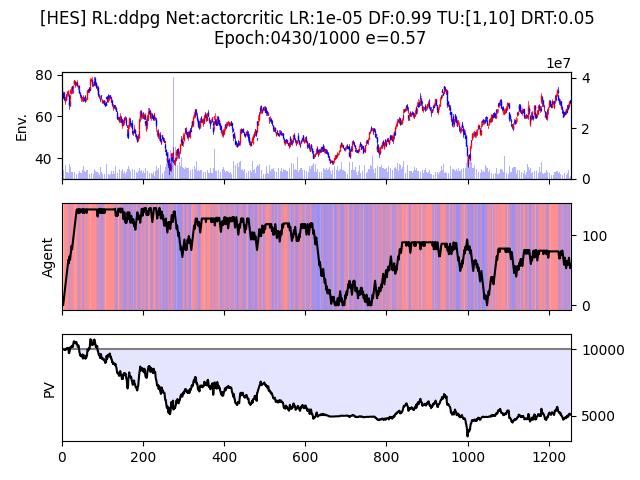 [HES] RL:ddpg Net:actorcritic LR:1e-05 DF:0.99 TU:[1,10] DRT:0.05
Epoch:0430/1000 e=0.57
1e7
80
60
40
Env.
4
2
0
Agent
100
0
PV
10000
5000
0 200 400 600 800 1000 1200